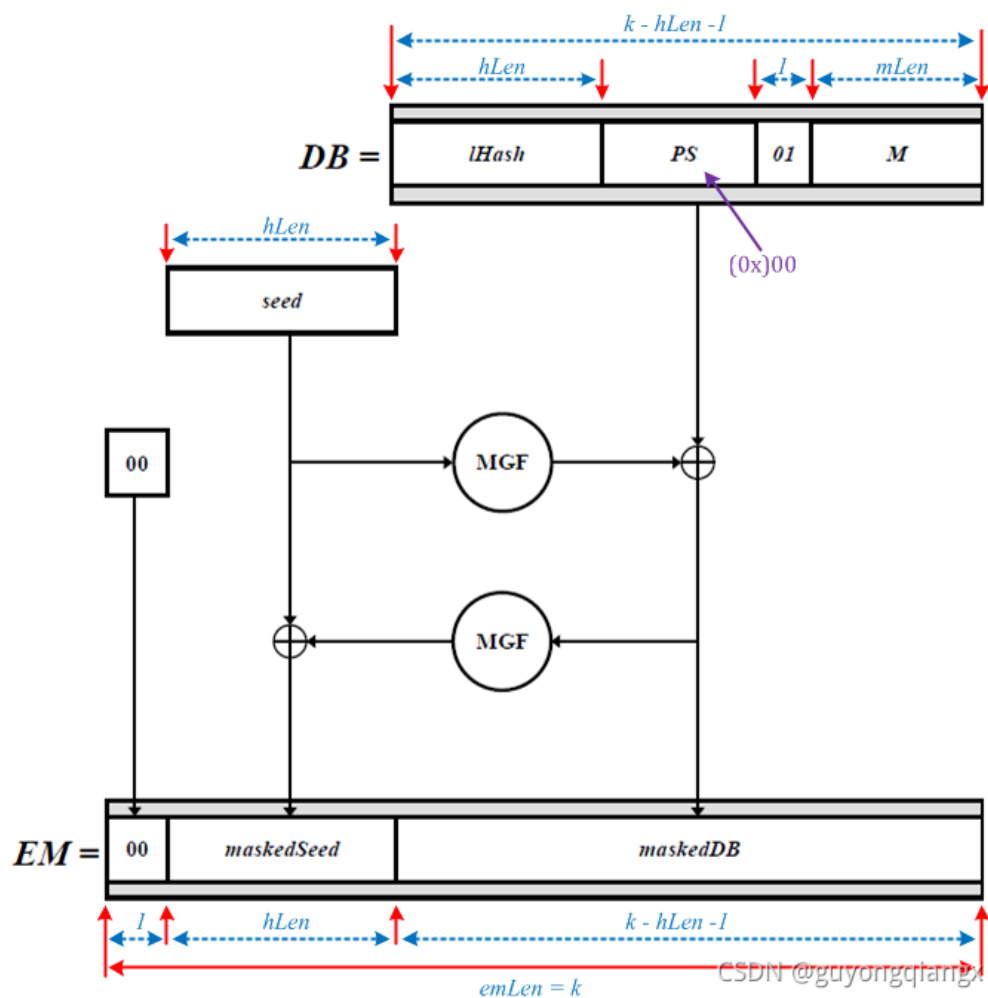 k - hLen -1
hLen 1 mLen
DB = lHash PS 01 M
hLen
(0x)00
seed
MGF
00
MGF
EM = 00 maskedSeed maskedDB
1 hLen k - hLen -1
CSDN @guyongqiangx
emLen = k